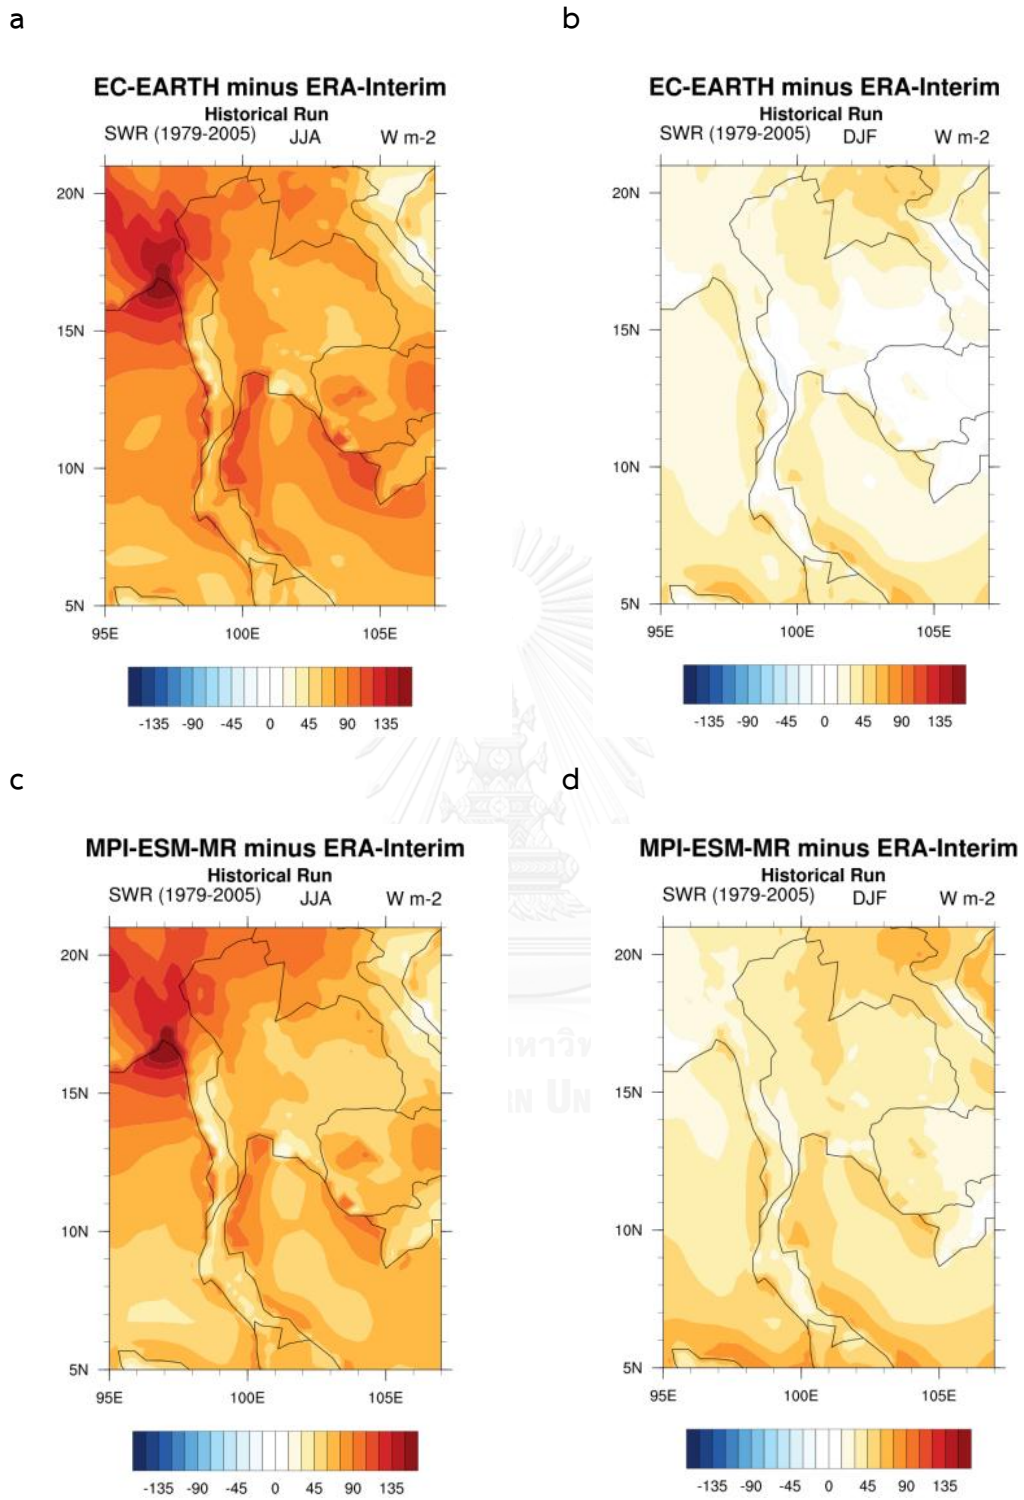 a
b
EC-EARTH minus ERA-Interim
Historical Run
SWR (1979-2005) JJA W m-2
20N
15N
10N
5N
95E 100E 105E
-135 -90 -45 0 45 90 135
EC-EARTH minus ERA-Interim
Historical Run
SWR (1979-2005) DJF W m-2
20N
15N
10N
5N
95E 100E 105E
-135 -90 -45 0 45 90 135
c
d
MPI-ESM-MR minus ERA-Interim
Historical Run
SWR (1979-2005) JJA W m-2
20N
15N
10N
5N
95E 100E 105E
-135 -90 -45 0 45 90 135
MPI-ESM-MR minus ERA-Interim
Historical Run
SWR (1979-2005) DJF W m-2
20N
15N
10N
5N
95E 100E 105E
-135 -90 -45 0 45 90 135